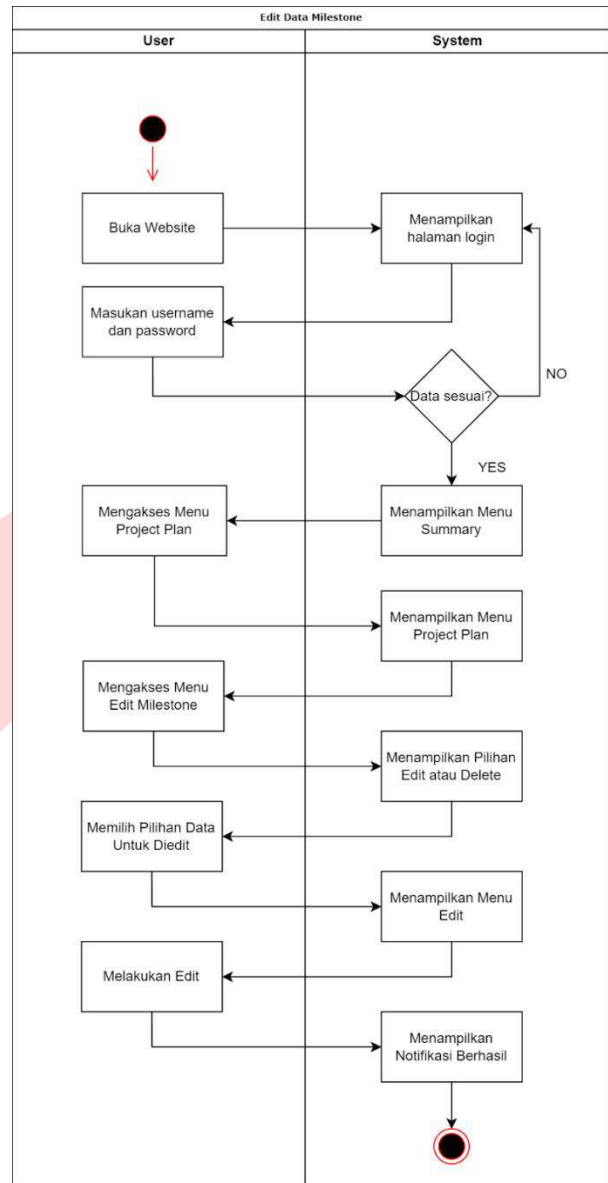 Edit Data Milestone
User
System
Buka Website
Menampilkan
halaman login
Masukan username
dan password
Data sesuai?
NO
YES
Menampilkan Menu
Summary
Mengakses Menu
Project Plan
Menampilkan Menu
Project Plan
Mengakses Menu
Edit Milestone
Menampilkan Pilihan
Edit atau Delete
Memilih Pilihan Data
Untuk Diedit
Menampilkan Menu
Edit
Melakukan Edit
Menampilkan
Notifikasi Berhasil